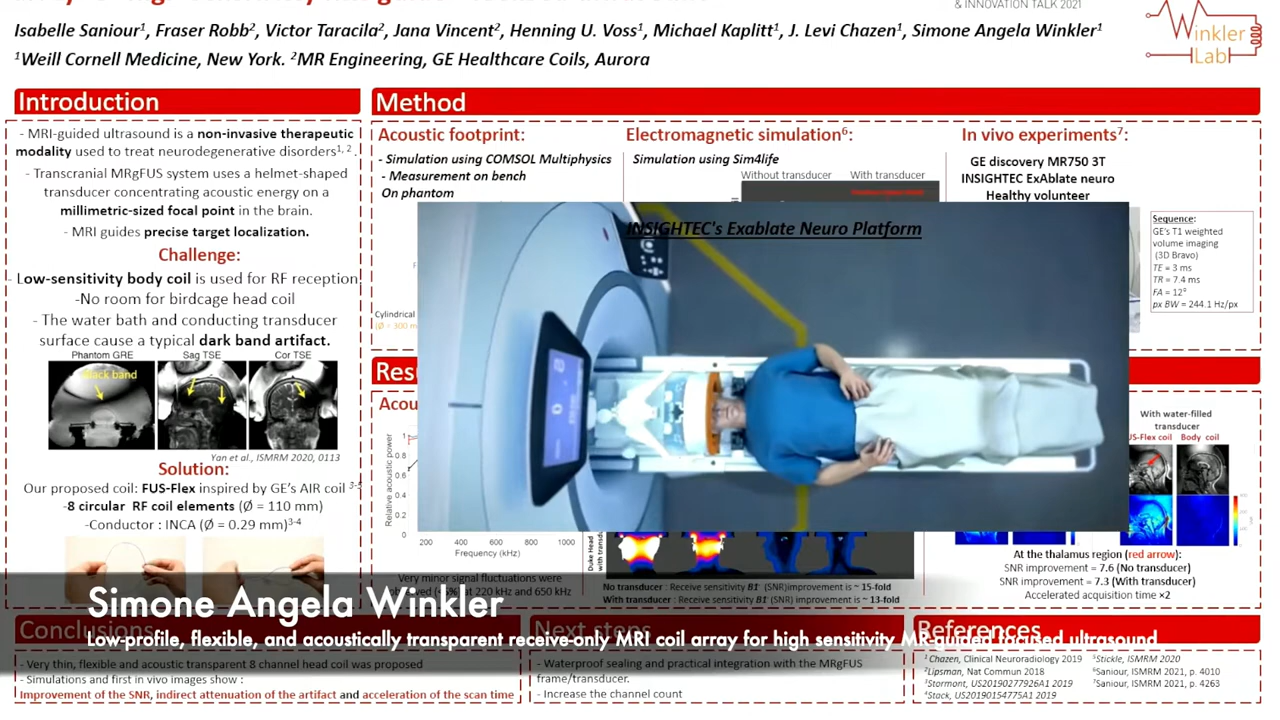 & INNOVATION TALK 2021
Isabelle Saniour¹, Fraser Robb², Victor Taracila², Jana Vincent², Henning U. Voss¹, Michael Kaplitt¹, J. Levi Chazen¹, Simone Angela Winkler¹
¹Weill Cornell Medicine, New York. ²MR Engineering, GE Healthcare Coils, Aurora
Winkler
Lab
Introduction
- MRI-guided ultrasound is a non-invasive therapeutic
modality used to treat neurodegenerative disorders¹, ².
- Transcranial MRgFUS system uses a helmet-shaped
transducer concentrating acoustic energy on a
millimetric-sized focal point in the brain.
- MRI guides precise target localization.
Challenge:
- Low-sensitivity body coil is used for RF reception
-No room for birdcage head coil
- The water bath and conducting transducer
surface cause a typical dark band artifact.
Phantom GRE
Sag TSE
Cor TSE
Black band
Yan et al., ISMRM 2020, 0113
Solution:
Our proposed coil: FUS-Flex inspired by GE's AIR coil ³⁻⁵
-8 circular RF coil elements (Ø = 110 mm)
-Conductor : INCA (Ø = 0.29 mm)³⁻⁴
Method
Acoustic footprint:
- Simulation using COMSOL Multiphysics
- Measurement on bench
On phantom
Cylindrical
(Ø = 300 m
Electromagnetic simulation⁶:
Simulation using Sim4life
Without transducer
With transducer
In vivo experiments⁷:
GE discovery MR750 3T
INSIGHTEC ExAblate neuro
Healthy volunteer
Sequence:
GE's T1 weighted
volume imaging
(3D Bravo)
TE = 3 ms
TR = 7.4 ms
FA = 12°
px BW = 244.1 Hz/px
INSIGHTEC's Exablate Neuro Platform
Res
Acou
Relative acoustic power
1
0.8
0.6
0.4
0.2
0
200
400
600
800
1000
Frequency (kHz)
Very minor signal fluctuations were
at 220 kHz and 650 kHz
Duke Head
with transdu
No transducer : Receive sensitivity B1⁻ (SNR)improvement is ~ 15-fold
With transducer : Receive sensitivity B1⁻ (SNR) improvement is ~ 13-fold
With water-filled
transducer
US-Flex coil
Body coil
At the thalamus region (red arrow):
SNR improvement = 7.6 (No transducer)
SNR improvement = 7.3 (With transducer)
Accelerated acquisition time ×2
Simone Angela Winkler
Low-profile, flexible, and acoustically transparent receive-only MRI coil array for high sensitivity MR-guided focused ultrasound
Conclusions
- Very thin, flexible and acoustic transparent 8 channel head coil was proposed
- Simulations and first in vivo images show :
Improvement of the SNR, indirect attenuation of the artifact and acceleration of the scan time
Next steps
- Waterproof sealing and practical integration with the MRgFUS
frame/transducer.
- Increase the channel count
References
¹Chazen, Clinical Neuroradiology 2019
²Lipsman, Nat Commun 2018
³Stormont, US20190277926A1 2019
⁴Stack, US20190154775A1 2019
⁵Stickle, ISMRM 2020
⁶Saniour, ISMRM 2021, p. 4010
⁷Saniour, ISMRM 2021, p. 4263